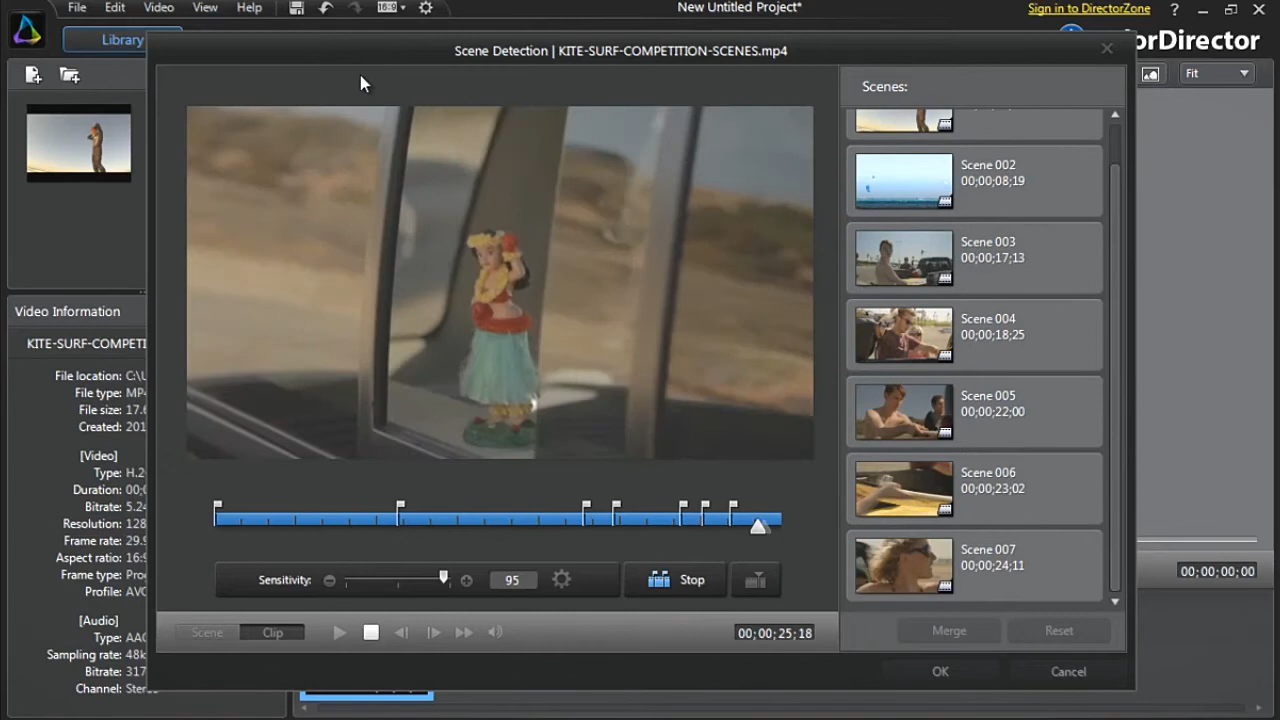 File Edit Video View Help 16:9 New Untitled Project* Sign in to DirectorZone ?
Library
orDirector
Scene Detection | KITE-SURF-COMPETITION-SCENES.mp4
Fit
Scenes:
Scene 002
00;00;08;19
Scene 003
00;00;17;13
Scene 004
00;00;18;25
Scene 005
00;00;22;00
Scene 006
00;00;23;02
Scene 007
00;00;24;11
Video Information
KITE-SURF-COMPETI
File location: C:\U
File type: MP4
File size: 17.6
Created: 201
[Video]
Type: H.2
Duration: 00;0
Bitrate: 5.24
Resolution: 128
Frame rate: 29.9
Aspect ratio: 16:9
Frame type: Pro
Profile: AVC
[Audio]
Type: AAC
Sampling rate: 48k
Bitrate: 317
Channel: Stereo
Sensitivity: 95 Stop
Scene Clip 00;00;25;18
Merge Reset
OK Cancel
00;00;00;00